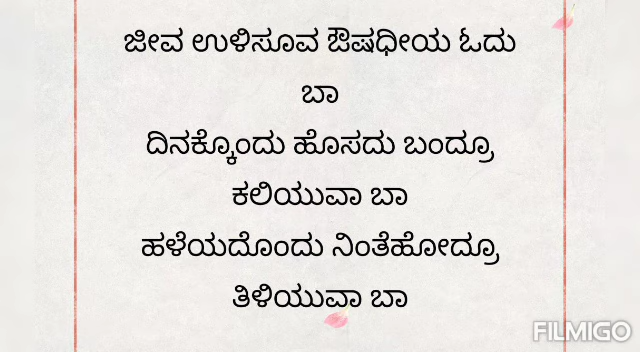 ಜೀವ ಉಳಿಸೂವ ಔಷಧೀಯ ಓದು
ಬಾ
ದಿನಕ್ಕೊಂದು ಹೊಸದು ಬಂದ್ರೂ
ಕಲಿಯುವಾ ಬಾ
ಹಳೆಯದೊಂದು ನಿಂತೆಹೋದ್ರೂ
ತಿಳಿಯುವಾ ಬಾ
FILMIGO